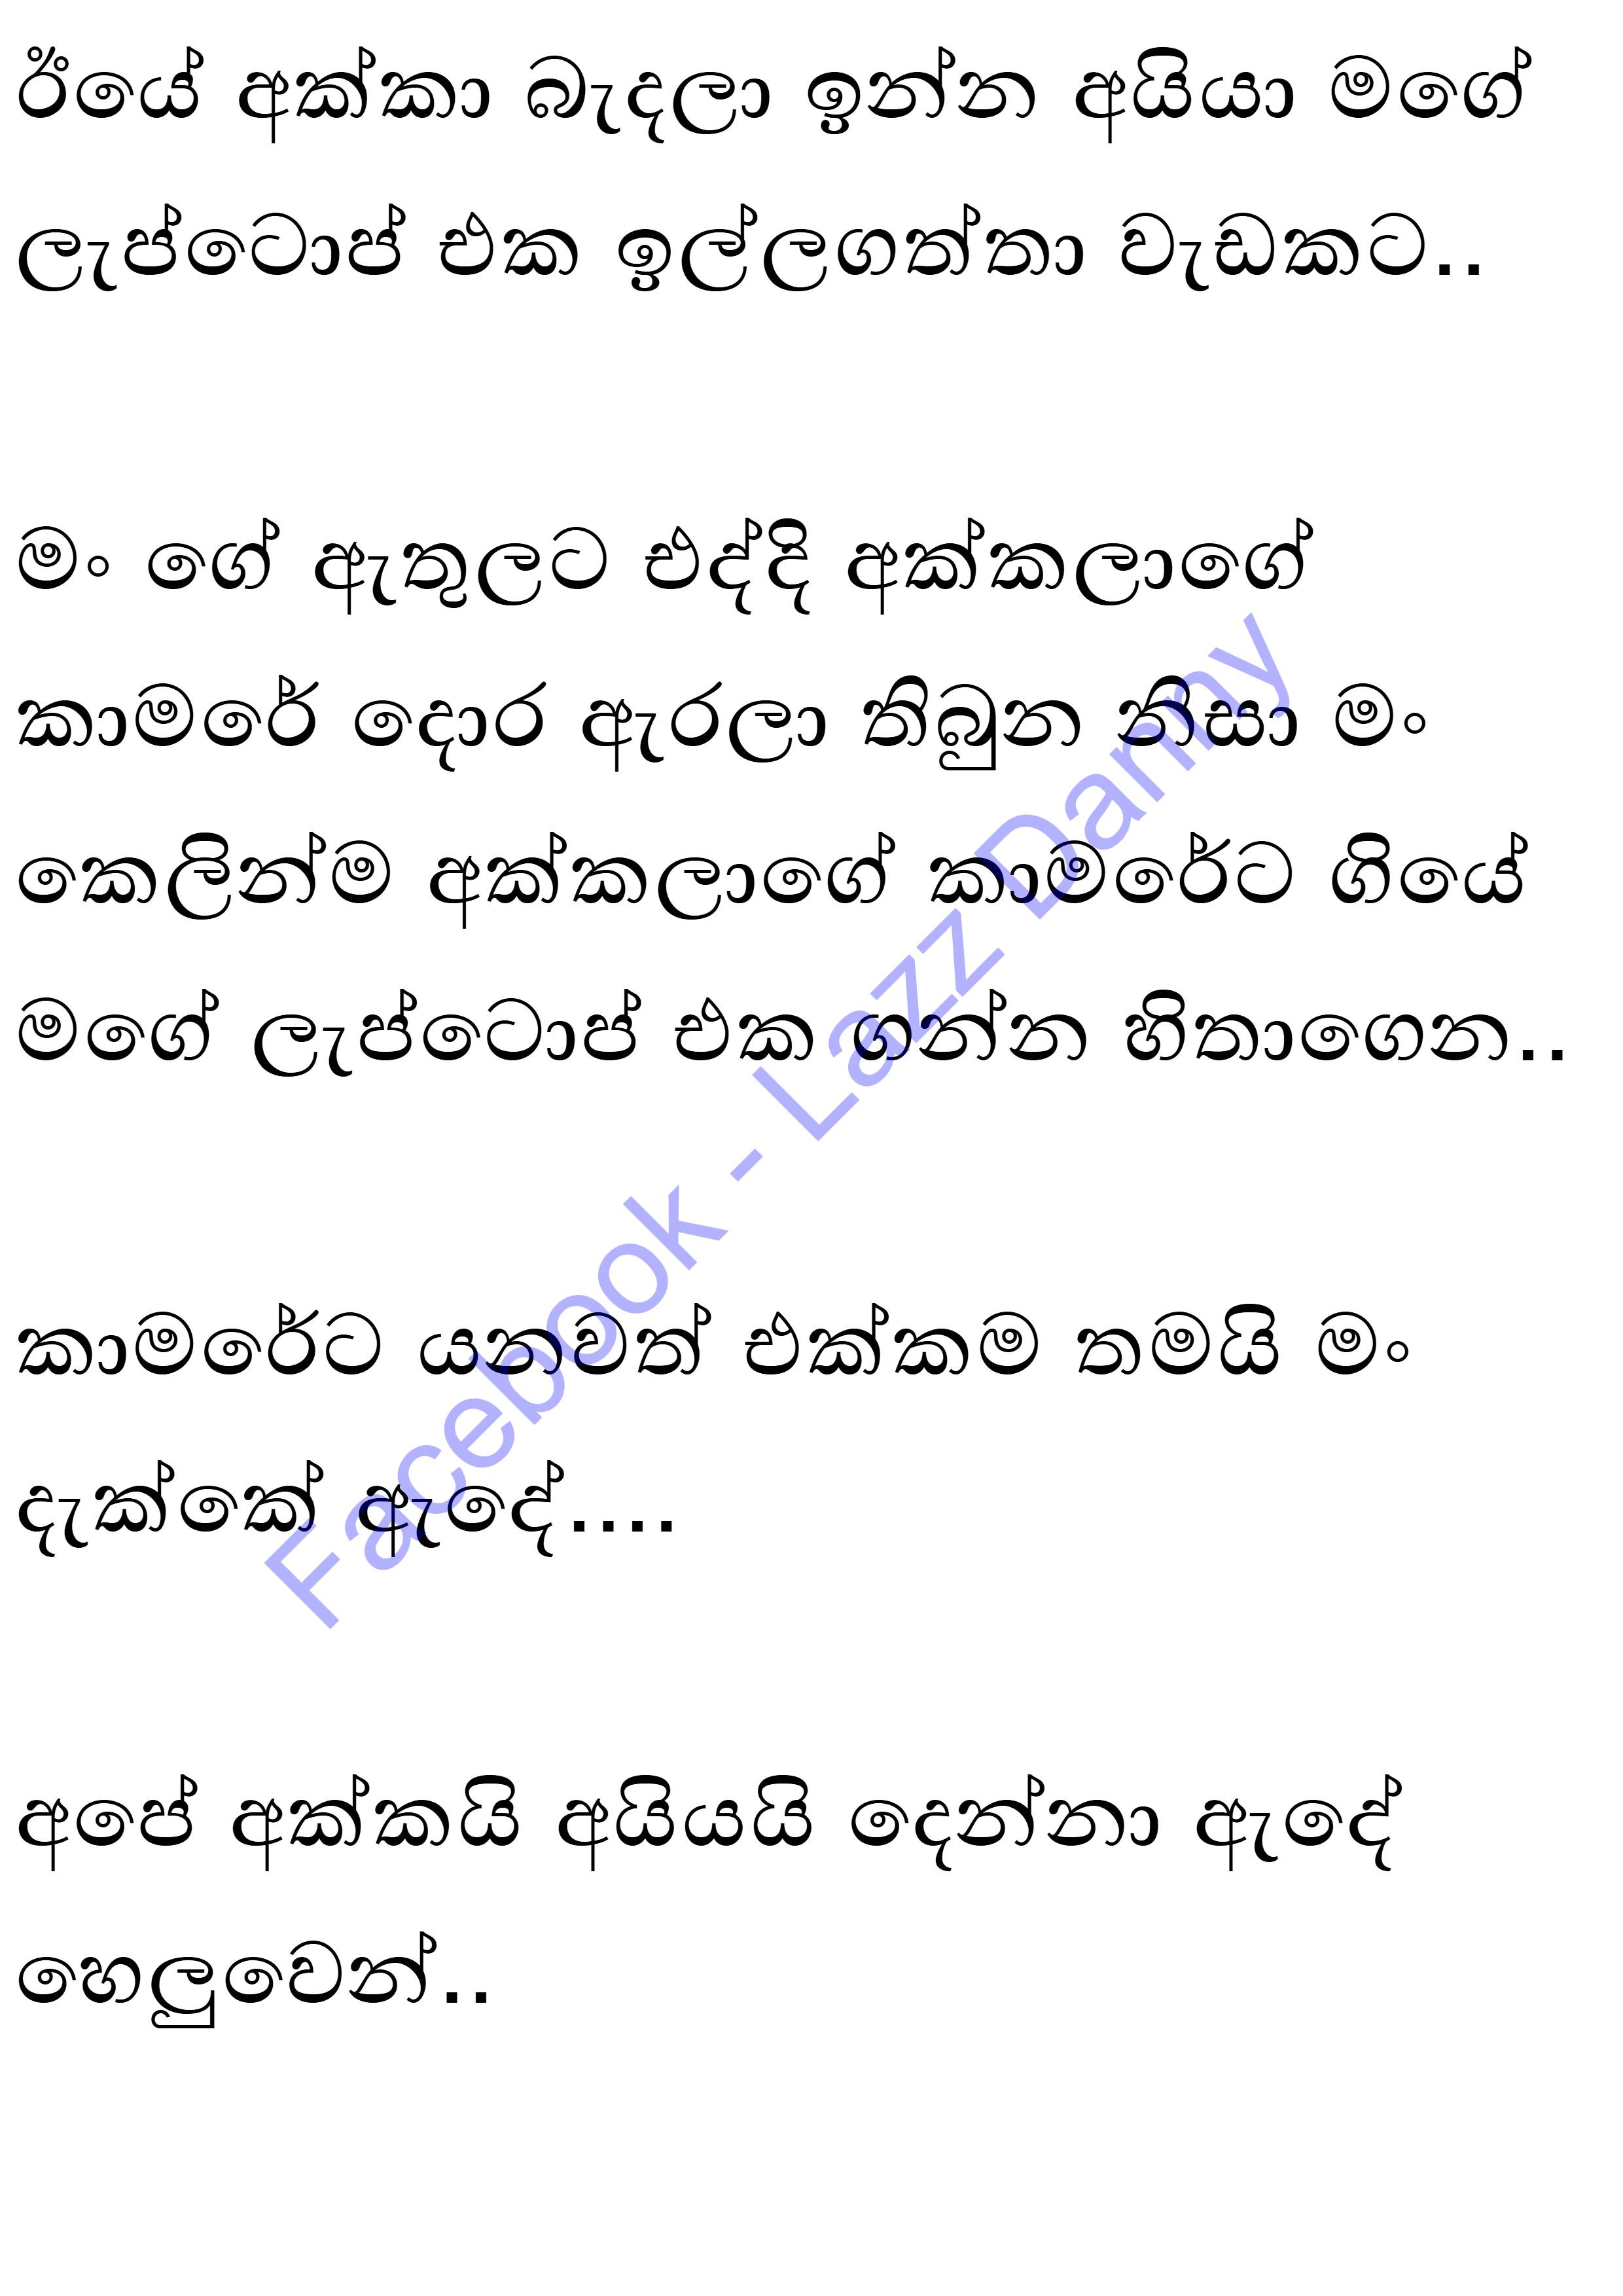 ඊයේ අක්කා බැදලා ඉන්න අයියා මගේ
ලැප්ටොප් එක ඉල්ලගත්තා වැඩකට..
මං ගේ ඇතුලට එද්දි අක්කලාගේ
කාමරේ දොර ඇරලා තිබුන නිසා මං
කෙලින්ම අක්කලාගේ කාමරේට ගියේ
මගේ ලැප්ටොප් එක ගන්න හිතාගෙන..
කාමරේට යනවත් එක්කම තමයි මං
දැක්කේ ඇදේ....
අපේ අක්කයි අයියයි දෙන්නා ඇදේ
හෙලුවෙන්..
Facebook - Lazz Danny